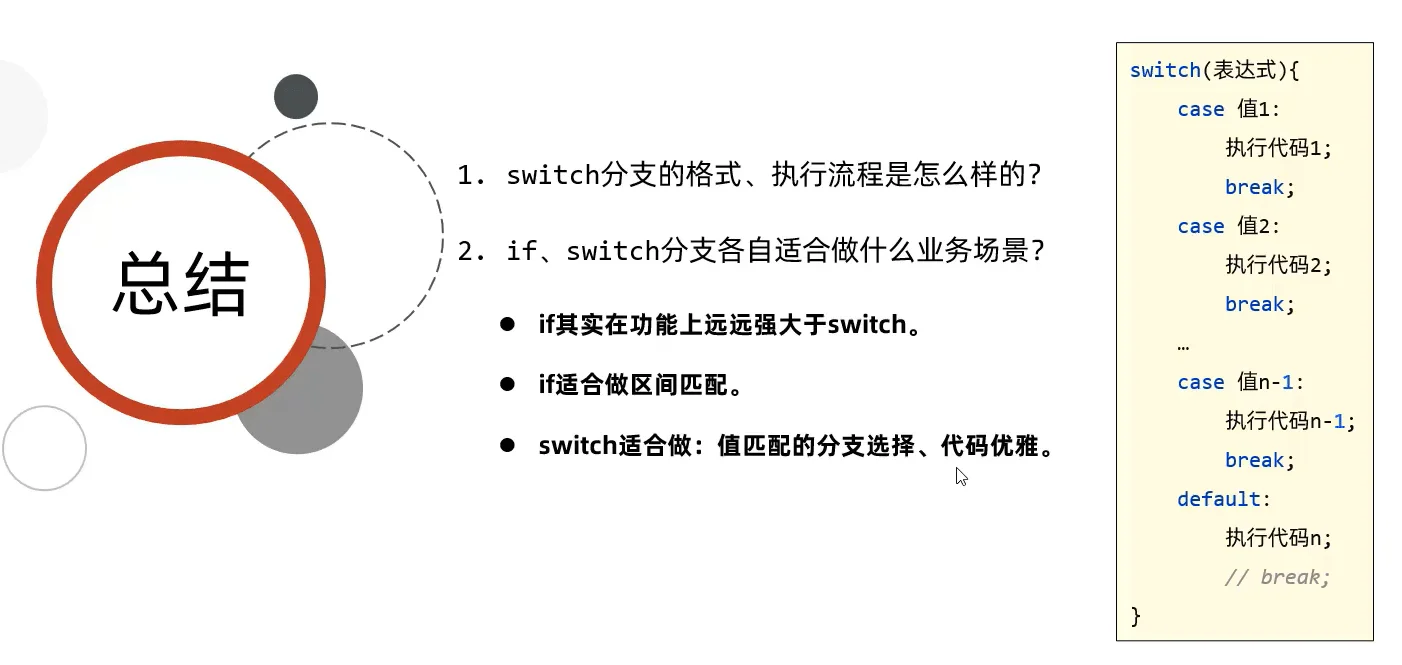 总结
1. switch分支的格式、执行流程是怎么样的？
2. if、switch分支各自适合做什么业务场景？
● if其实在功能上远远强大于switch。
● if适合做区间匹配。
● switch适合做：值匹配的分支选择、代码优雅。
switch(表达式){
    case 值1:
        执行代码1;
        break;
    case 值2:
        执行代码2;
        break;
    …
    case 值n-1:
        执行代码n-1;
        break;
    default:
        执行代码n;
        // break;
}